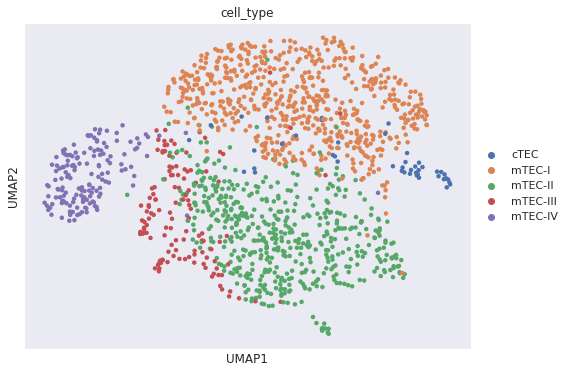 cell_type
UMAP2
cTEC
mTEC-I
mTEC-II
mTEC-III
mTEC-IV
UMAP1